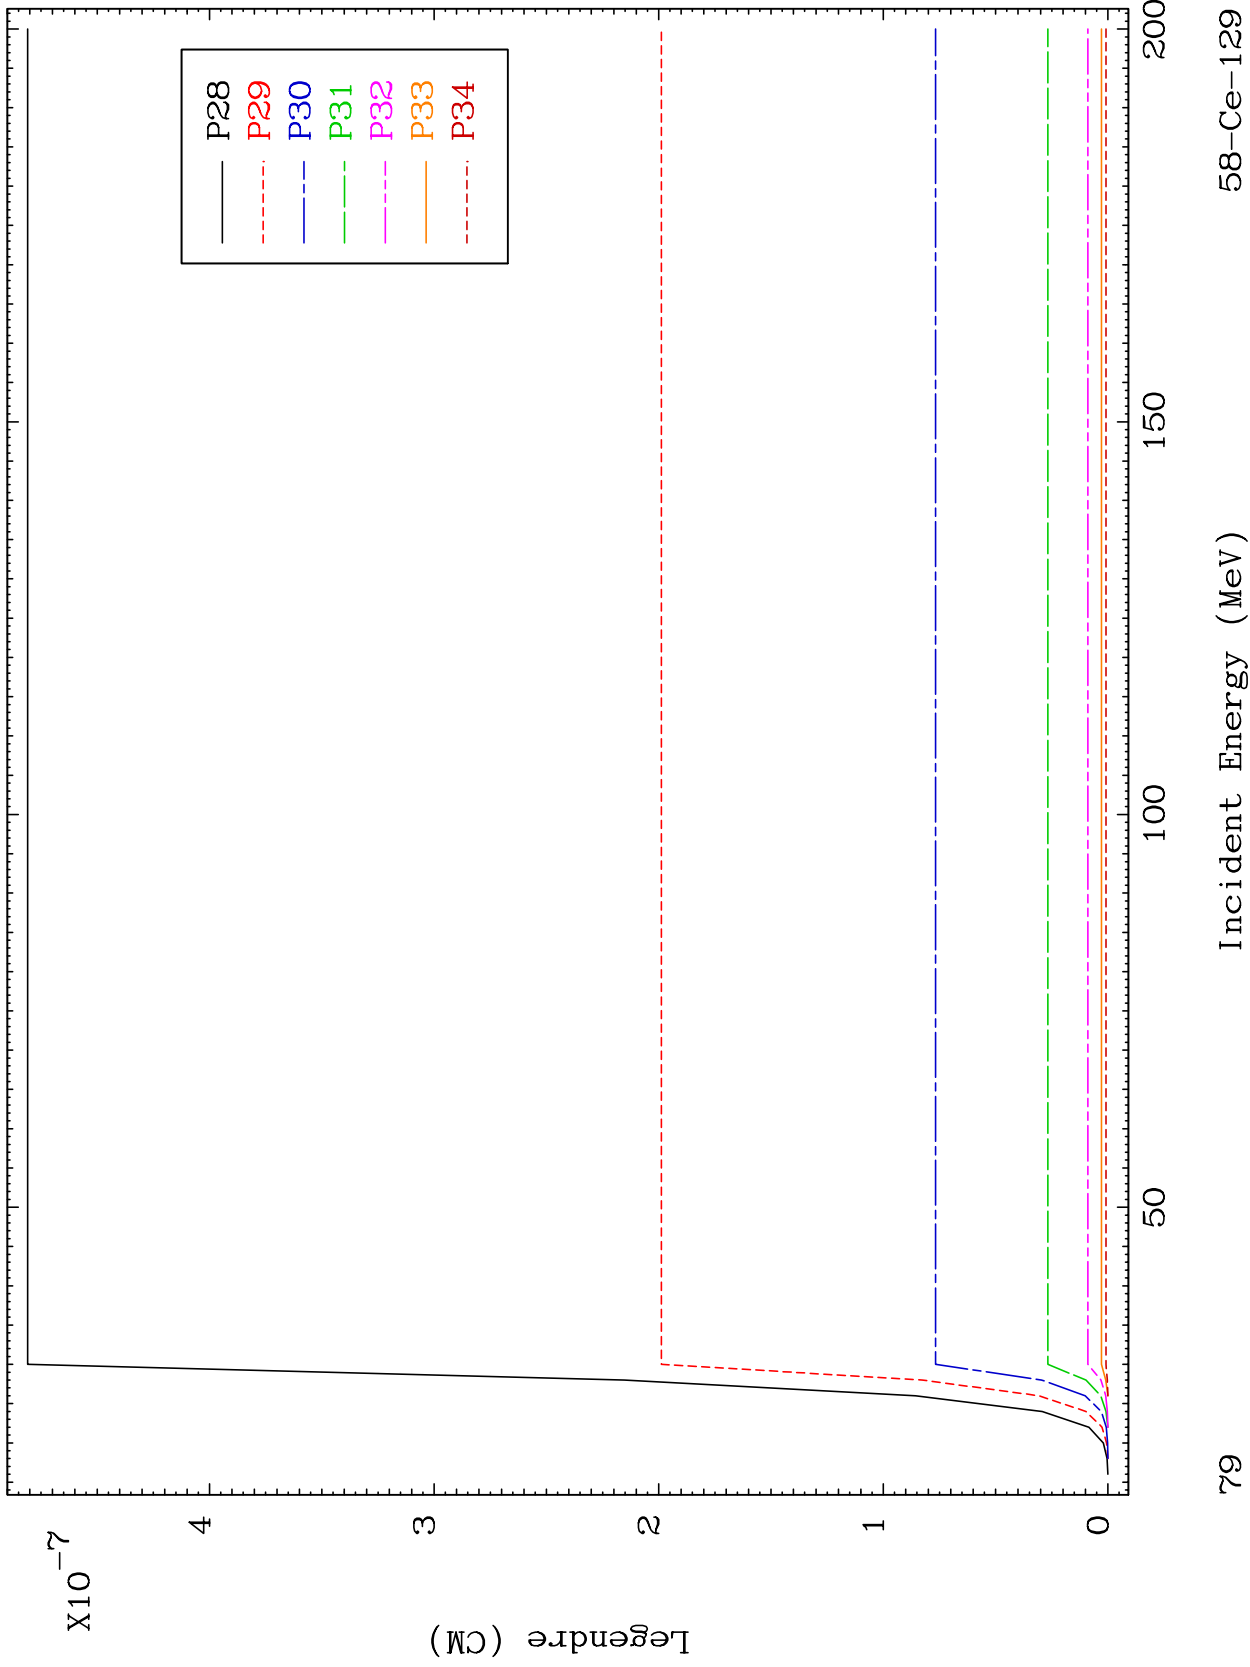 X10-7
Legendre (CM)
4
3
2
1
0
P28
P29
P30
P31
P32
P33
P34
50
100
150
200
Incident Energy (MeV)
79
58-Ce-129